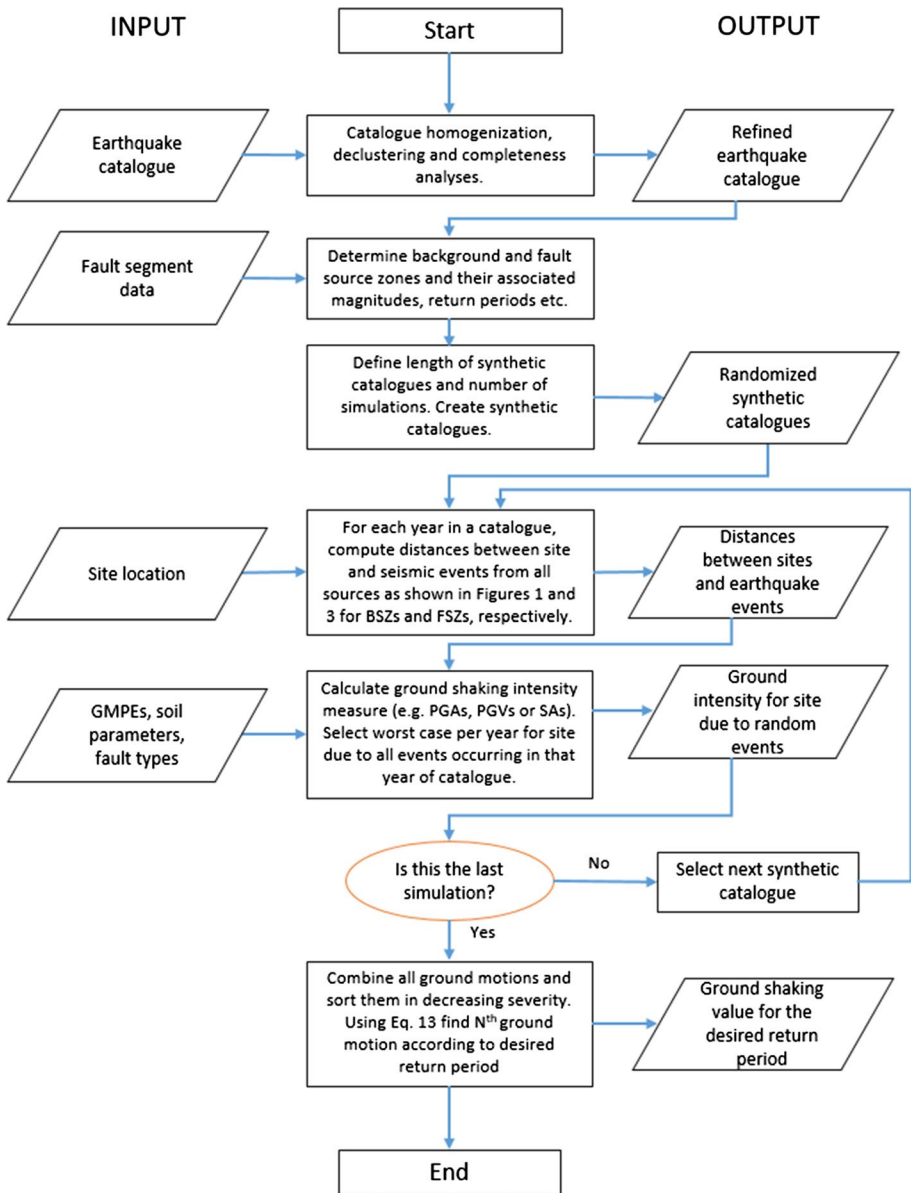 INPUT
Start
OUTPUT
Earthquake
catalogue
Catalogue homogenization,
declustering and completeness
analyses.
Refined
earthquake
catalogue
Fault segment
data
Determine background and fault
source zones and their associated
magnitudes, return periods etc.
Define length of synthetic
catalogues and number of
simulations. Create synthetic
catalogues.
Randomized
synthetic
catalogues
Site location
For each year in a catalogue,
compute distances between site
and seismic events from all
sources as shown in Figures 1 and
3 for BSZs and FSZs, respectively.
Distances
between sites
and earthquake
events
GMPEs, soil
parameters,
fault types
Calculate ground shaking intensity
measure (e.g. PGAs, PGVs or SAs).
Select worst case per year for site
due to all events occurring in that
year of catalogue.
Ground
intensity for site
due to random
events
Is this the last
simulation?
No
Select next synthetic
catalogue
Yes
Combine all ground motions and
sort them in decreasing severity.
Using Eq. 13 find Nth ground
motion according to desired
return period
Ground shaking
value for the
desired return
period
End